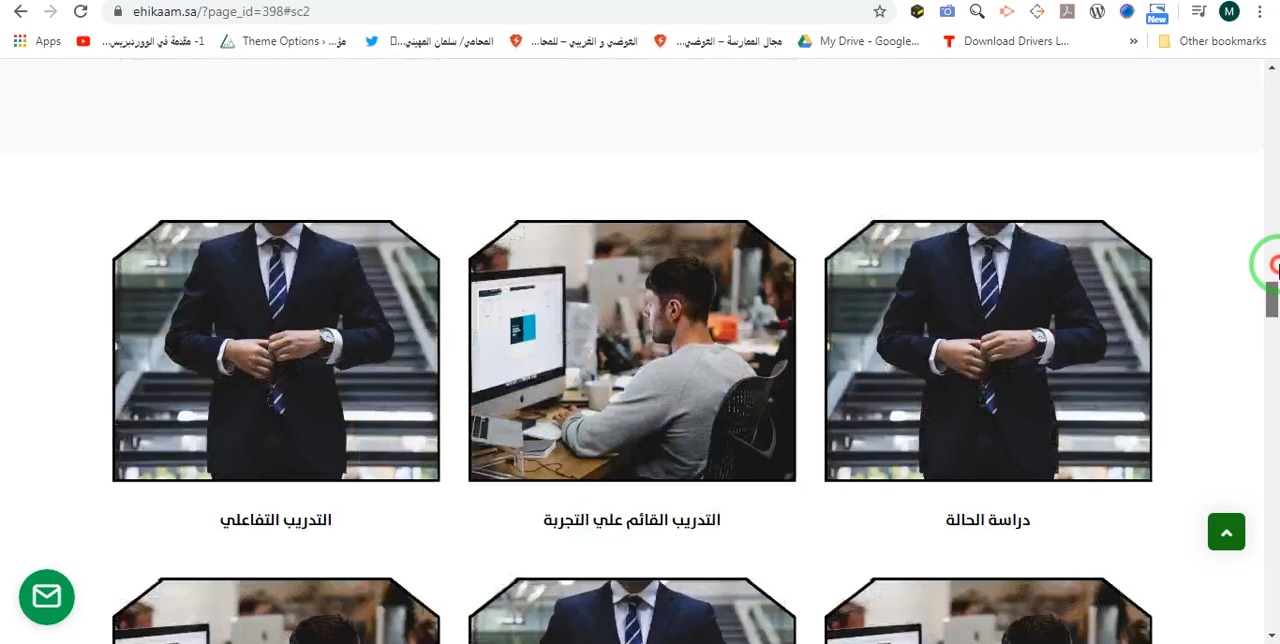 ehikaam.sa/?page_id=398#sc2
New
M
Apps
1- مقدمة في الووردبريس...
Theme Options › مؤ...
المحامي/ سلمان المهيني...
العوضي و الغريبي – للمحا...
مجال الممارسة – العوضي...
My Drive - Google...
Download Drivers L...
»
Other bookmarks
دراسة الحالة
التدريب القائم علي التجربة
التدريب التفاعلي